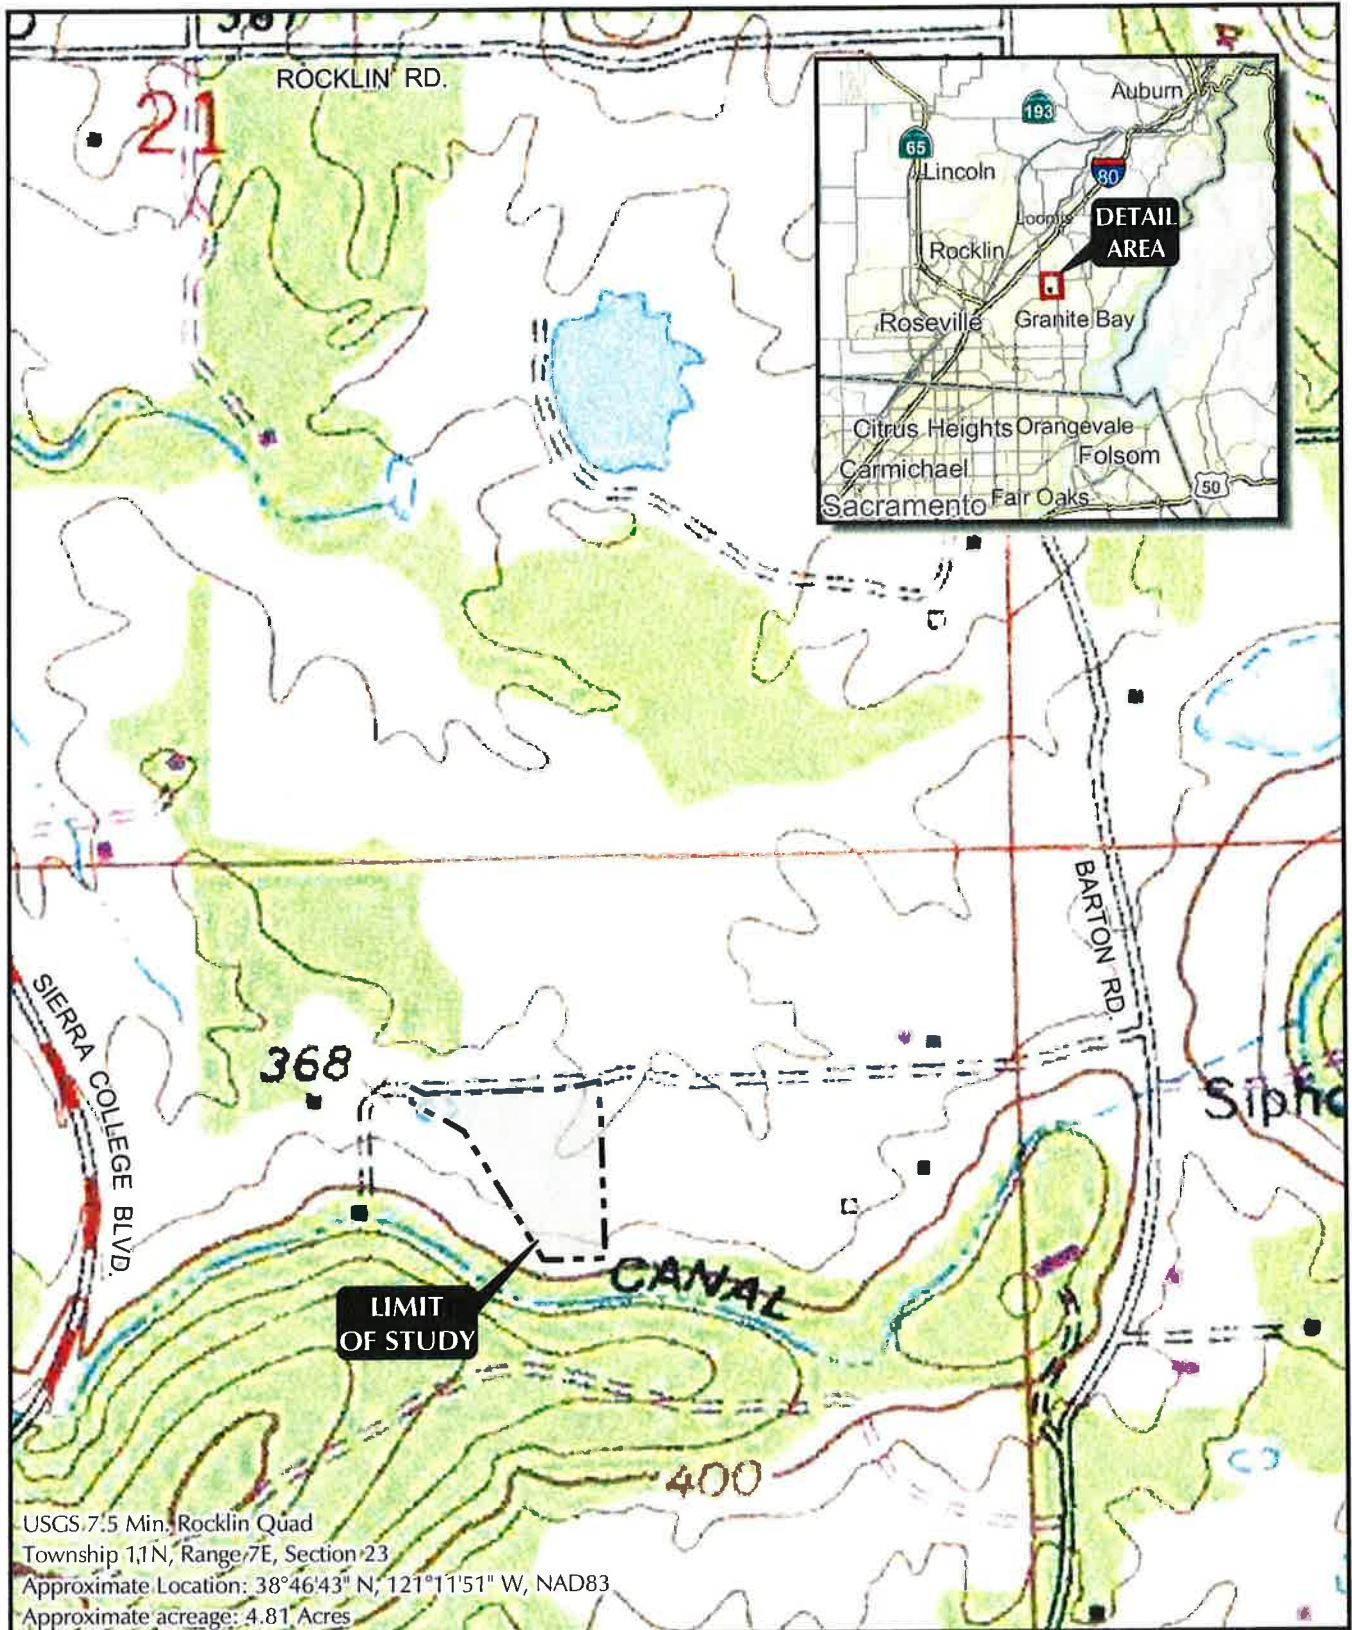 ROCKLIN RD.
21
Auburn
193
65
Lincoln
80
Loomis
DETAIL
AREA
Rocklin
Roseville
Granite Bay
Citrus Heights
Orangevale
Folsom
Carmichael
50
Sacramento
Fair Oaks
BARTON RD.
SIERRA COLLEGE BLVD.
368
CANAL
LIMIT
OF STUDY
400
USGS 7.5 Min. Rocklin Quad
Township 11N, Range 7E, Section 23
Approximate Location: 38°46'43" N, 121°11'51" W, NAD83
Approximate acreage: 4.81 Acres